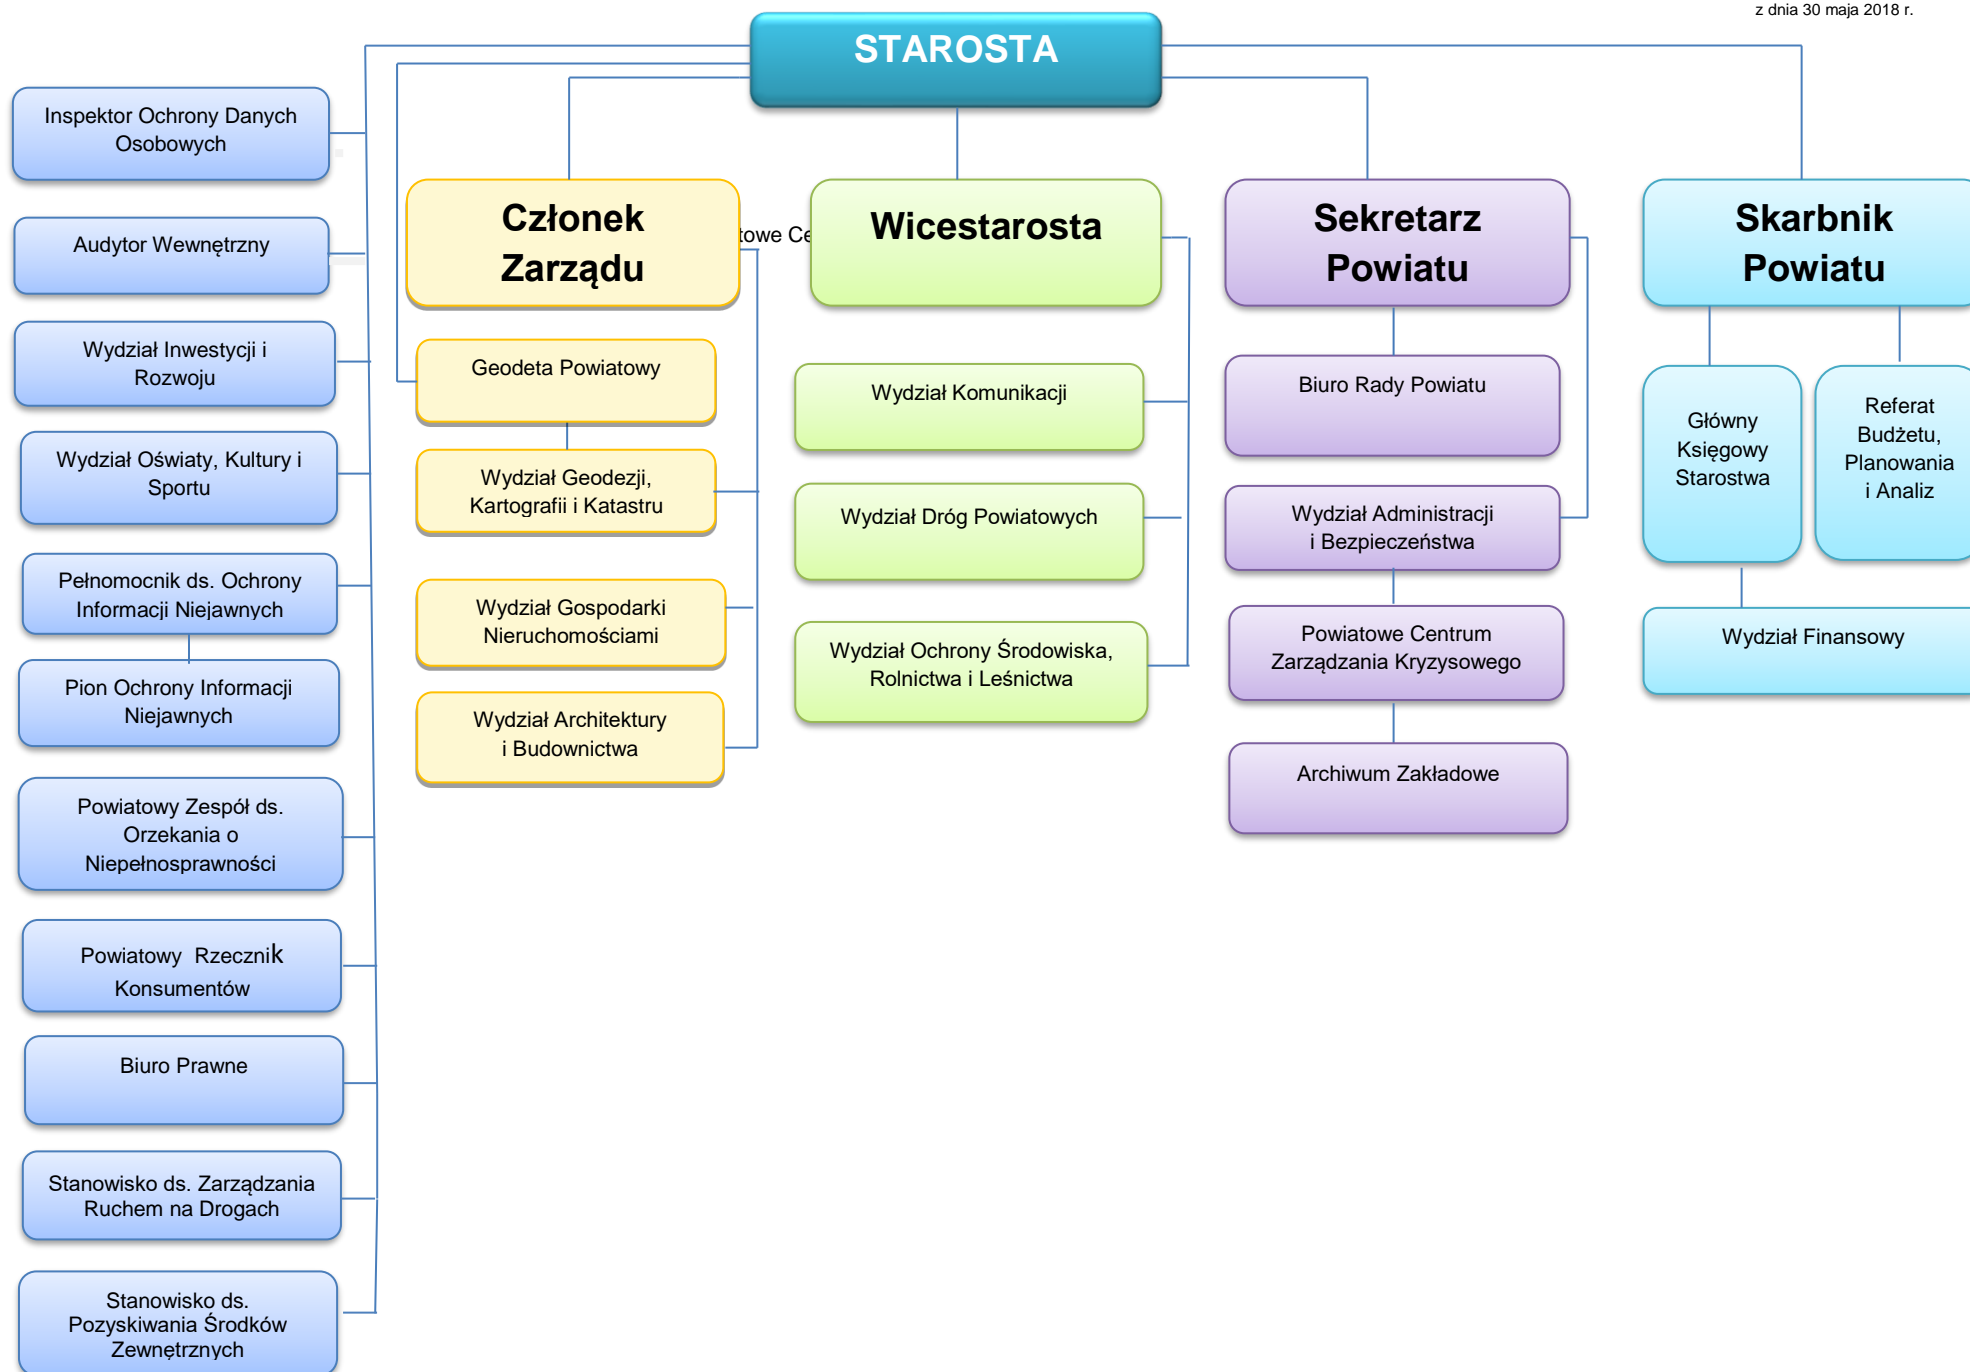 z dnia 30 maja 2018 r.
STAROSTA
Inspektor Ochrony Danych
Osobowych
Audytor Wewnętrzny
Wydział Inwestycji i
Rozwoju
Wydział Oświaty, Kultury i
Sportu
Pełnomocnik ds. Ochrony
Informacji Niejawnych
Pion Ochrony Informacji
Niejawnych
Powiatowy Zespół ds.
Orzekania o
Niepełnosprawności
Powiatowy Rzecznik
Konsumentów
Biuro Prawne
Stanowisko ds. Zarządzania
Ruchem na Drogach
Stanowisko ds.
Pozyskiwania Środków
Zewnętrznych
Członek
Zarządu
towe Ce
Geodeta Powiatowy
Wydział Geodezji,
Kartografii i Katastru
Wydział Gospodarki
Nieruchomościami
Wydział Architektury
i Budownictwa
Wicestarosta
Wydział Komunikacji
Wydział Dróg Powiatowych
Wydział Ochrony Środowiska,
Rolnictwa i Leśnictwa
Sekretarz
Powiatu
Biuro Rady Powiatu
Wydział Administracji
i Bezpieczeństwa
Powiatowe Centrum
Zarządzania Kryzysowego
Archiwum Zakładowe
Skarbnik
Powiatu
Główny
Księgowy
Starostwa
Referat
Budżetu,
Planowania
i Analiz
Wydział Finansowy